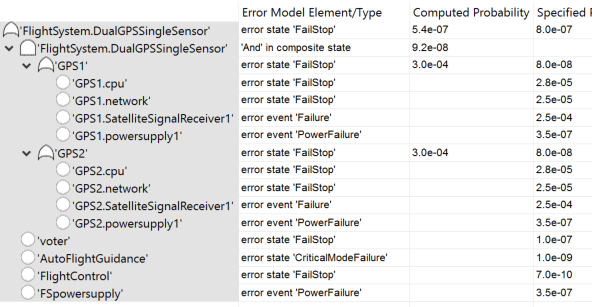 Error Model Element/Type Computed Probability Specified P
'FlightSystem.DualGPSSingleSensor' error state 'FailStop' 5.4e-07 8.0e-07
'FlightSystem.DualGPSSingleSensor' 'And' in composite state 9.2e-08
'GPS1' error state 'FailStop' 3.0e-04 8.0e-08
'GPS1.cpu' error state 'FailStop' 2.8e-05
'GPS1.network' error state 'FailStop' 2.5e-05
'GPS1.SatelliteSignalReceiver1' error event 'Failure' 2.5e-04
'GPS1.powersupply1' error event 'PowerFailure' 3.5e-07
'GPS2' error state 'FailStop' 3.0e-04 8.0e-08
'GPS2.cpu' error state 'FailStop' 2.8e-05
'GPS2.network' error state 'FailStop' 2.5e-05
'GPS2.SatelliteSignalReceiver1' error event 'Failure' 2.5e-04
'GPS2.powersupply1' error event 'PowerFailure' 3.5e-07
'voter' error state 'FailStop' 1.0e-07
'AutoFlightGuidance' error state 'CriticalModeFailure' 1.0e-09
'FlightControl' error state 'FailStop' 7.0e-10
'FSpowersupply' error event 'PowerFailure' 3.5e-07